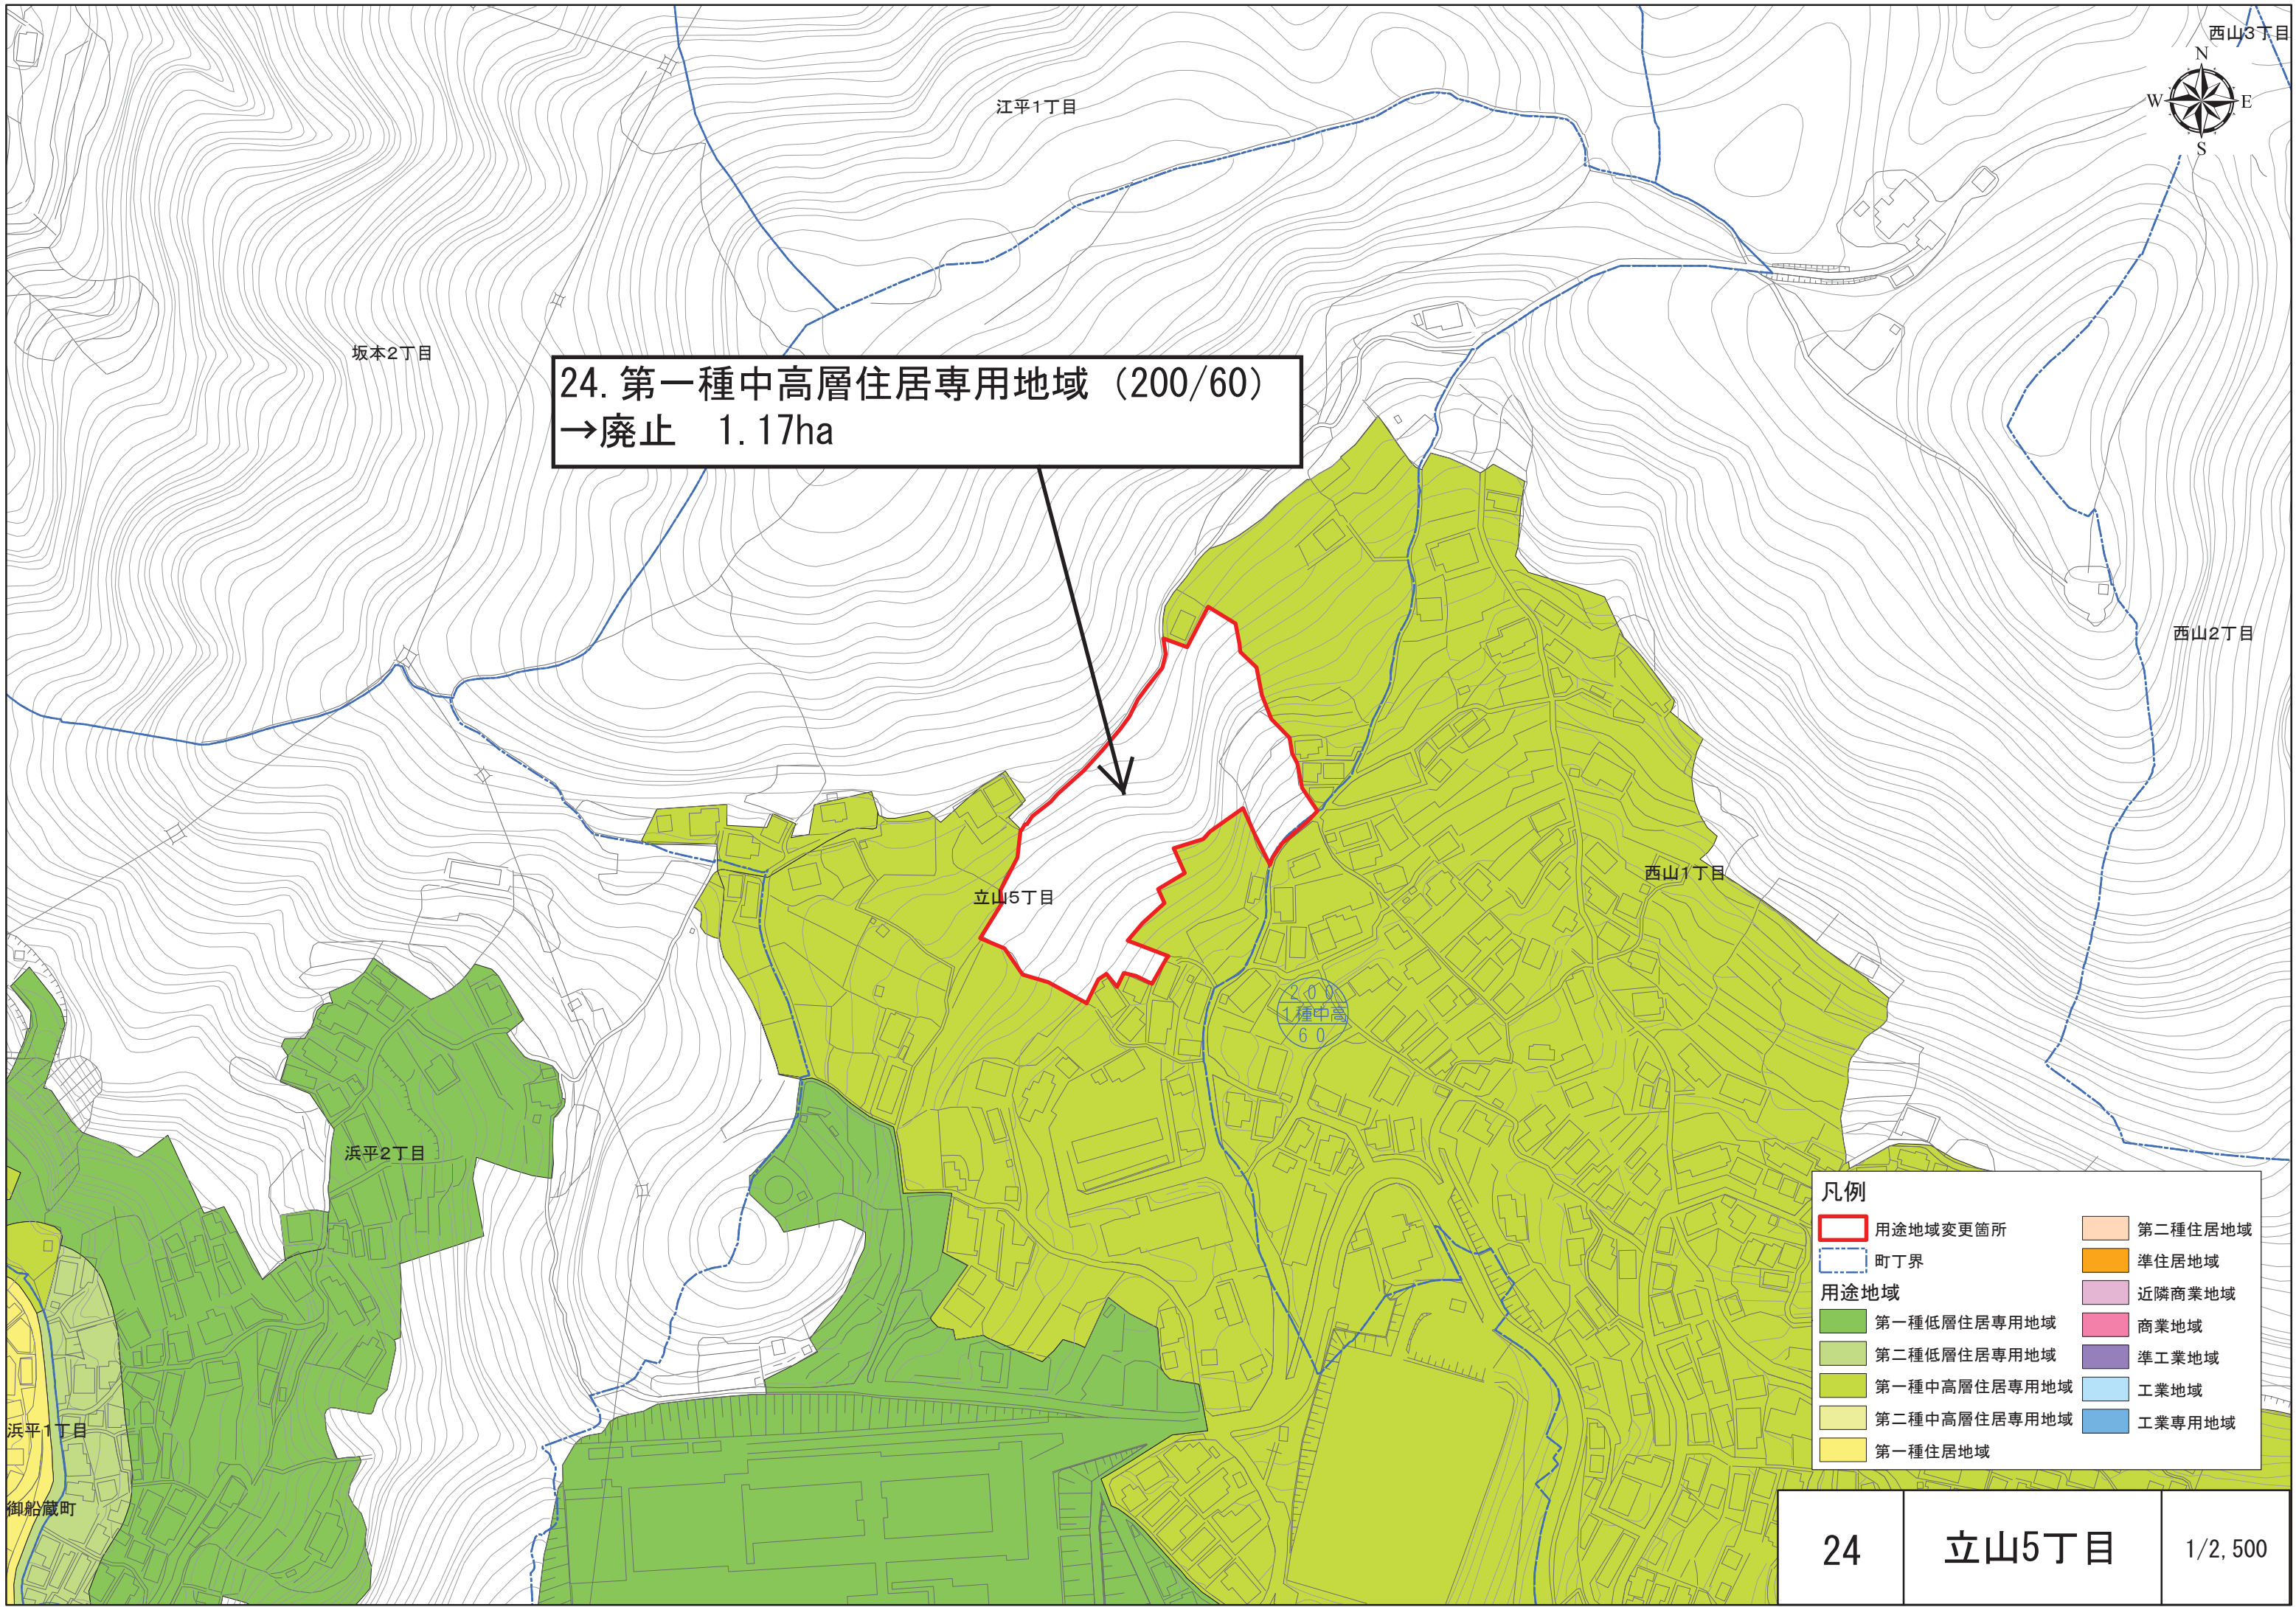 西山3丁目
N
W
E
S
江平1丁目
坂本2丁目
24. 第一種中高層住居専用地域（200/60）
→廃止　1.17ha
西山2丁目
西山1丁目
立山5丁目
200
1種中高
60
浜平2丁目
浜平1丁目
御船蔵町
凡例
用途地域変更箇所
町丁界
用途地域
第一種低層住居専用地域
第二種低層住居専用地域
第一種中高層住居専用地域
第二種中高層住居専用地域
第一種住居地域
第二種住居地域
準住居地域
近隣商業地域
商業地域
準工業地域
工業地域
工業専用地域
24
立山5丁目
1/2,500